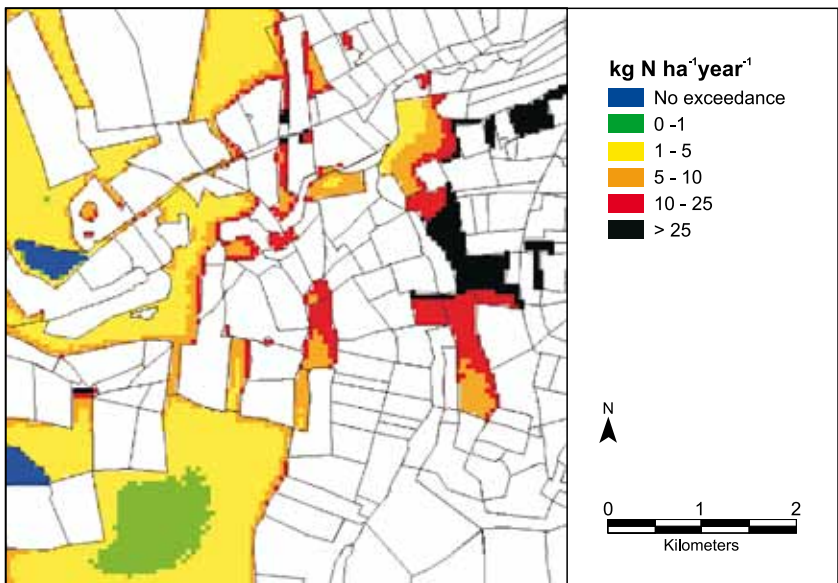 kg N ha⁻¹year⁻¹
No exceedance
0 -1
1 - 5
5 - 10
10 - 25
> 25
N
0 1 2
Kilometers